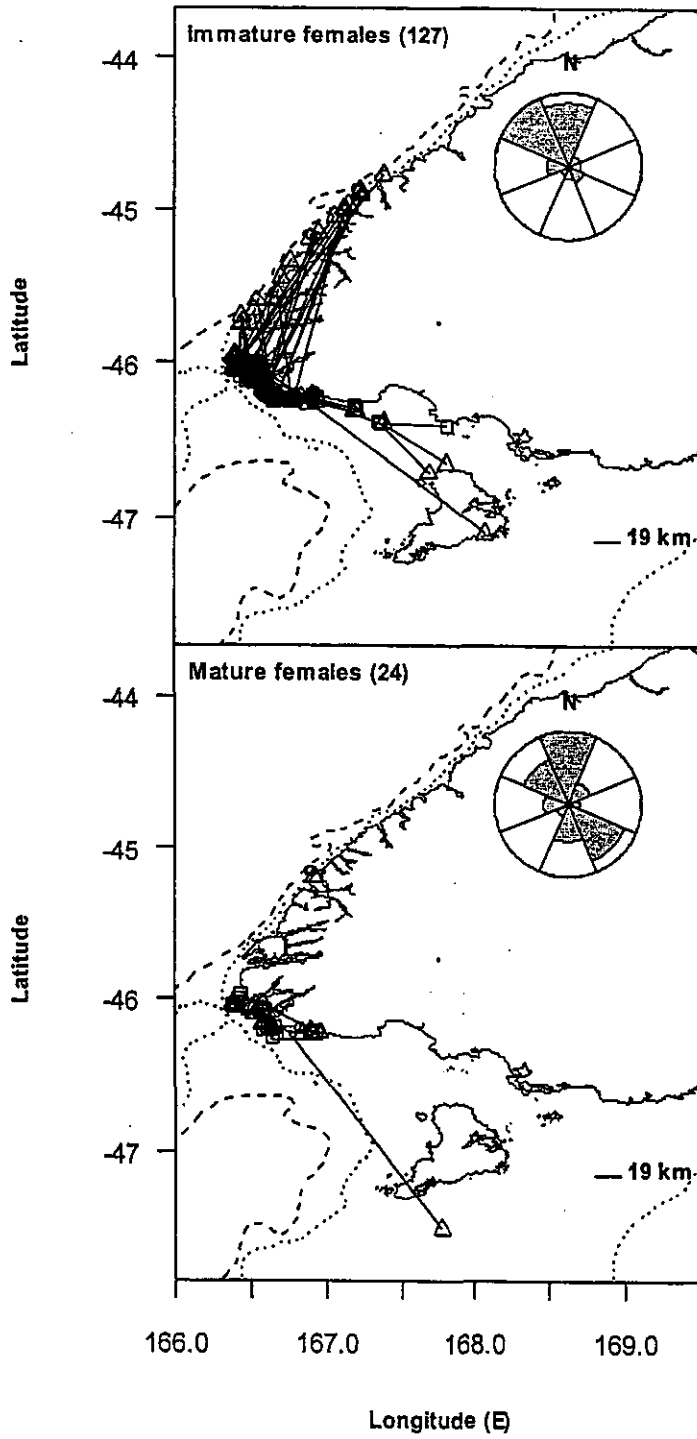 Immature females (127)
N
-44
-45
-46
-47
Latitude
19 km
Mature females (24)
N
-44
-45
-46
-47
Latitude
19 km
166.0 167.0 168.0 169.0
Longitude (E)